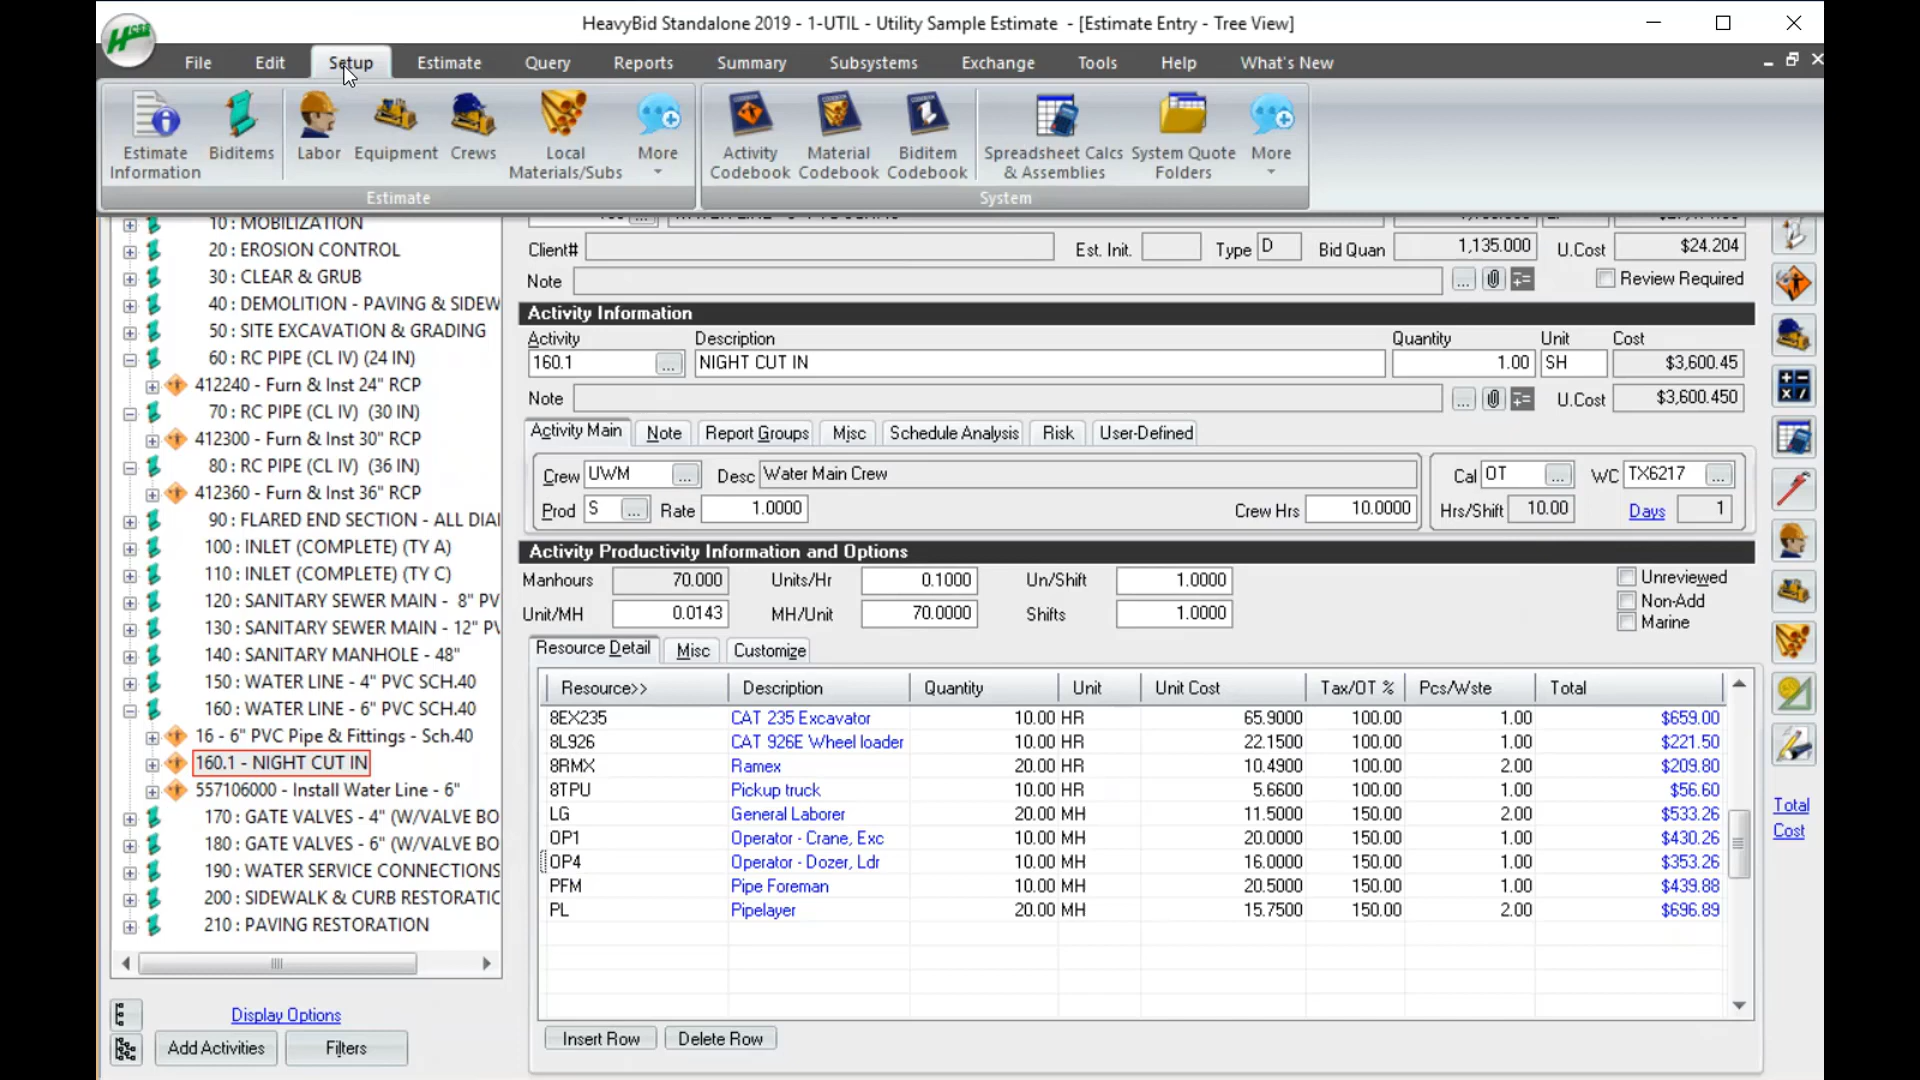 HCSS
HeavyBid Standalone 2019 - 1-UTIL - Utility Sample Estimate - [Estimate Entry - Tree View]
File Edit Setup Estimate Query Reports Summary Subsystems Exchange Tools Help What's New
Estimate Information Biditems Labor Equipment Crews Local Materials/Subs More
Activity Codebook Material Codebook Biditem Codebook Spreadsheet Calcs & Assemblies System Quote Folders More
Estimate System
10 : MOBILIZATION
20 : EROSION CONTROL
30 : CLEAR & GRUB
40 : DEMOLITION - PAVING & SIDEW
50 : SITE EXCAVATION & GRADING
60 : RC PIPE (CL IV) (24 IN)
412240 - Furn & Inst 24" RCP
70 : RC PIPE (CL IV) (30 IN)
412300 - Furn & Inst 30" RCP
80 : RC PIPE (CL IV) (36 IN)
412360 - Furn & Inst 36" RCP
90 : FLARED END SECTION - ALL DIAI
100 : INLET (COMPLETE) (TY A)
110 : INLET (COMPLETE) (TY C)
120 : SANITARY SEWER MAIN - 8" PV
130 : SANITARY SEWER MAIN - 12" PV
140 : SANITARY MANHOLE - 48"
150 : WATER LINE - 4" PVC SCH.40
160 : WATER LINE - 6" PVC SCH.40
16 - 6" PVC Pipe & Fittings - Sch.40
160.1 - NIGHT CUT IN
557106000 - Install Water Line - 6"
170 : GATE VALVES - 4" (W/VALVE BO
180 : GATE VALVES - 6" (W/VALVE BO
190 : WATER SERVICE CONNECTIONS
200 : SIDEWALK & CURB RESTORATIC
210 : PAVING RESTORATION
Display Options
Add Activities Filters
Client# Est. Init. Type D Bid Quan 1,135.000 U.Cost $24.204
Note ... Review Required
Activity Information
Activity Description Quantity Unit Cost
160.1 ... NIGHT CUT IN 1.00 SH $3,600.45
Note ... U.Cost $3,600.450
Activity Main Note Report Groups Misc Schedule Analysis Risk User-Defined
Crew UWM ... Desc Water Main Crew Cal OT ... WC TX6217 ...
Prod S ... Rate 1.0000 Crew Hrs 10.0000 Hrs/Shift 10.00 Days 1
Activity Productivity Information and Options
Manhours 70.000 Units/Hr 0.1000 Un/Shift 1.0000 Unreviewed
Non-Add
Unit/MH 0.0143 MH/Unit 70.0000 Shifts 1.0000 Marine
Resource Detail Misc Customize
Resource>> Description Quantity Unit Unit Cost Tax/OT % Pcs/Wste Total
8EX235 CAT 235 Excavator 10.00 HR 65.9000 100.00 1.00 $659.00
8L926 CAT 926E Wheel loader 10.00 HR 22.1500 100.00 1.00 $221.50
8RMX Ramex 20.00 HR 10.4900 100.00 2.00 $209.80
8TPU Pickup truck 10.00 HR 5.6600 100.00 1.00 $56.60
LG General Laborer 20.00 MH 11.5000 150.00 2.00 $533.26
OP1 Operator - Crane, Exc 10.00 MH 20.0000 150.00 1.00 $430.26
OP4 Operator - Dozer, Ldr 10.00 MH 16.0000 150.00 1.00 $353.26
PFM Pipe Foreman 10.00 MH 20.5000 150.00 1.00 $439.88
PL Pipelayer 20.00 MH 15.7500 150.00 2.00 $696.89
Insert Row Delete Row
Total
Cost